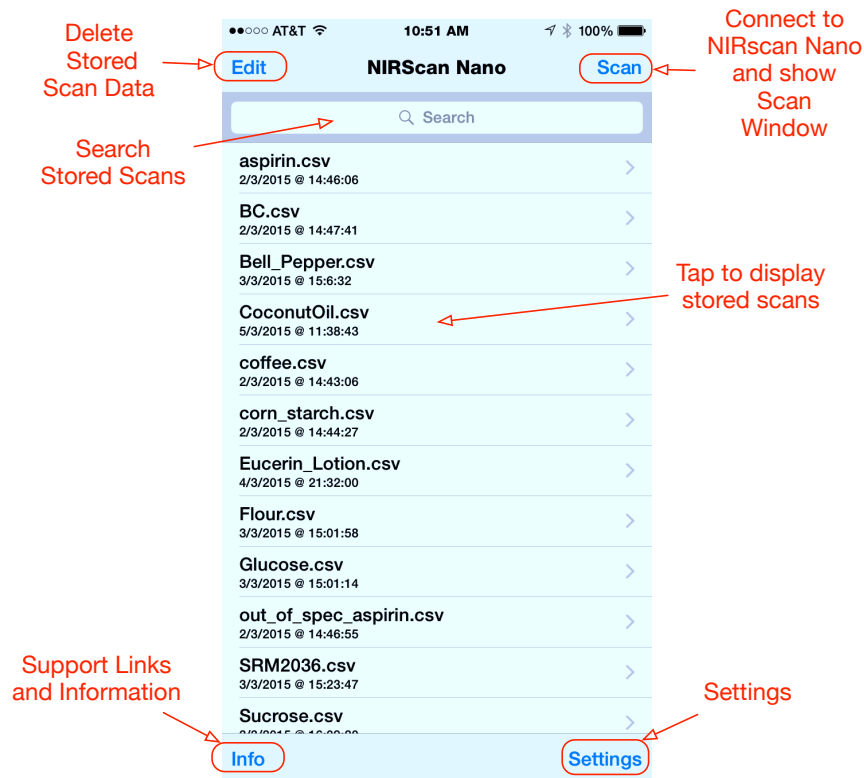 Delete
Stored
Scan Data
Connect to
NIRscan Nano
and show
Scan
Window
AT&T 10:51 AM 100%
Edit NIRScan Nano Scan
Search
Search
Stored Scans
aspirin.csv
2/3/2015 @ 14:46:06
BC.csv
2/3/2015 @ 14:47:41
Bell_Pepper.csv
3/3/2015 @ 15:6:32
Tap to display
stored scans
CoconutOil.csv
5/3/2015 @ 11:38:43
coffee.csv
2/3/2015 @ 14:43:06
corn_starch.csv
2/3/2015 @ 14:44:27
Eucerin_Lotion.csv
4/3/2015 @ 21:32:00
Flour.csv
3/3/2015 @ 15:01:58
Glucose.csv
3/3/2015 @ 15:01:14
out_of_spec_aspirin.csv
2/3/2015 @ 14:46:55
SRM2036.csv
3/3/2015 @ 15:23:47
Sucrose.csv
Support Links
and Information
Settings
Info Settings